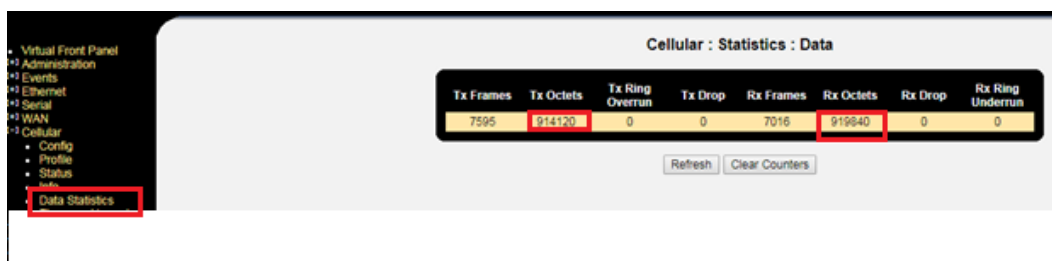 Virtual Front Panel
Administration
Events
Ethernet
Serial
WAN
Cellular
Config
Profile
Status
Info
Data Statistics
Cellular : Statistics : Data
Tx Frames Tx Octets Tx Ring Overrun Tx Drop Rx Frames Rx Octets Rx Drop Rx Ring Underrun
7595 914120 0 0 7016 919840 0 0
Refresh Clear Counters